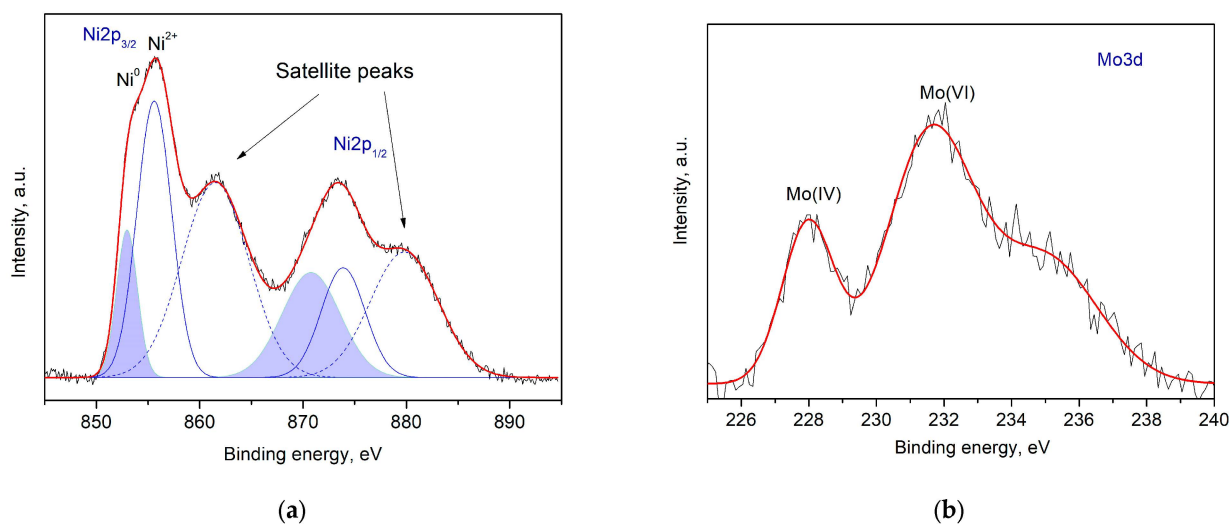 Ni2p3/2
Ni2+
Ni0
Satellite peaks
Ni2p1/2
Intensity, a.u.
850 860 870 880 890
Binding energy, eV
(a)
Mo3d
Mo(VI)
Mo(IV)
Intensity, a.u.
226 228 230 232 234 236 238 240
Binding energy, eV
(b)